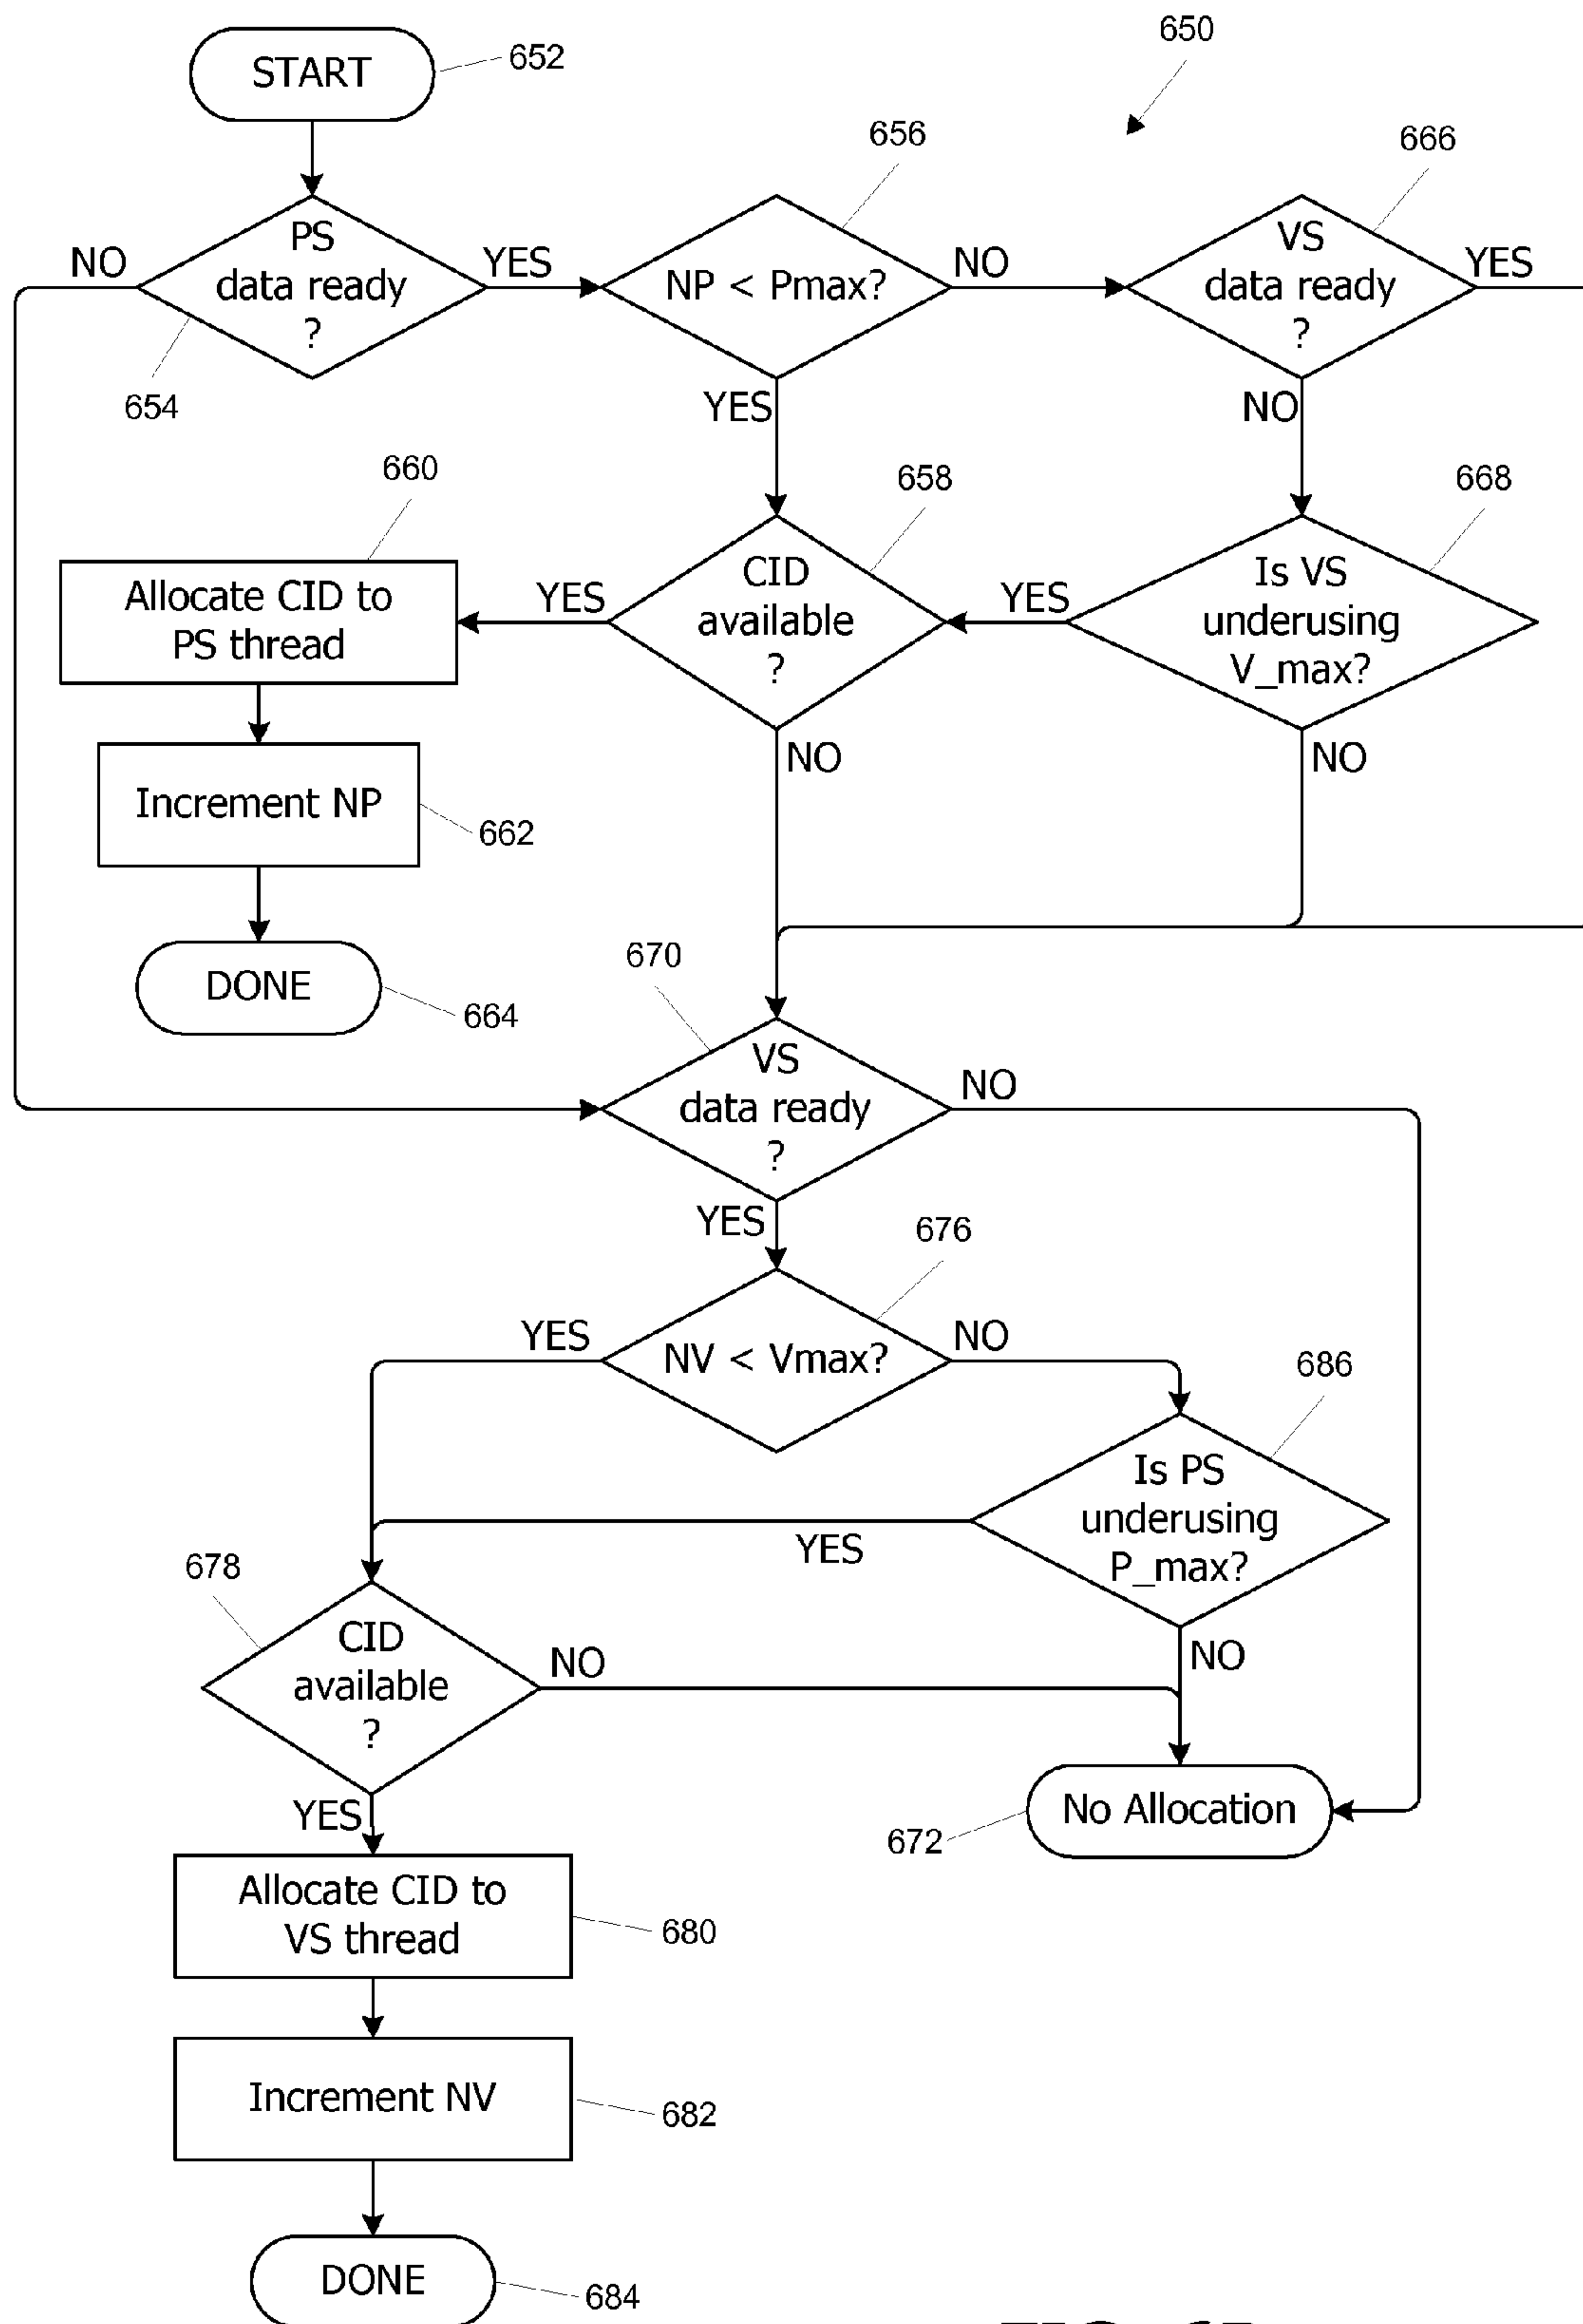 START
652
650
656
666
PS
data ready
?
NO
YES
654
NP < Pmax?
NO
YES
VS
data ready
?
YES
NO
660
658
668
Allocate CID to
PS thread
YES
CID
available
?
YES
NO
Is VS
underusing
V_max?
NO
Increment NP
662
DONE
664
670
VS
data ready
?
NO
YES
676
NV < Vmax?
YES
NO
686
Is PS
underusing
P_max?
YES
NO
678
CID
available
?
NO
YES
No Allocation
672
Allocate CID to
VS thread
680
Increment NV
682
DONE
684